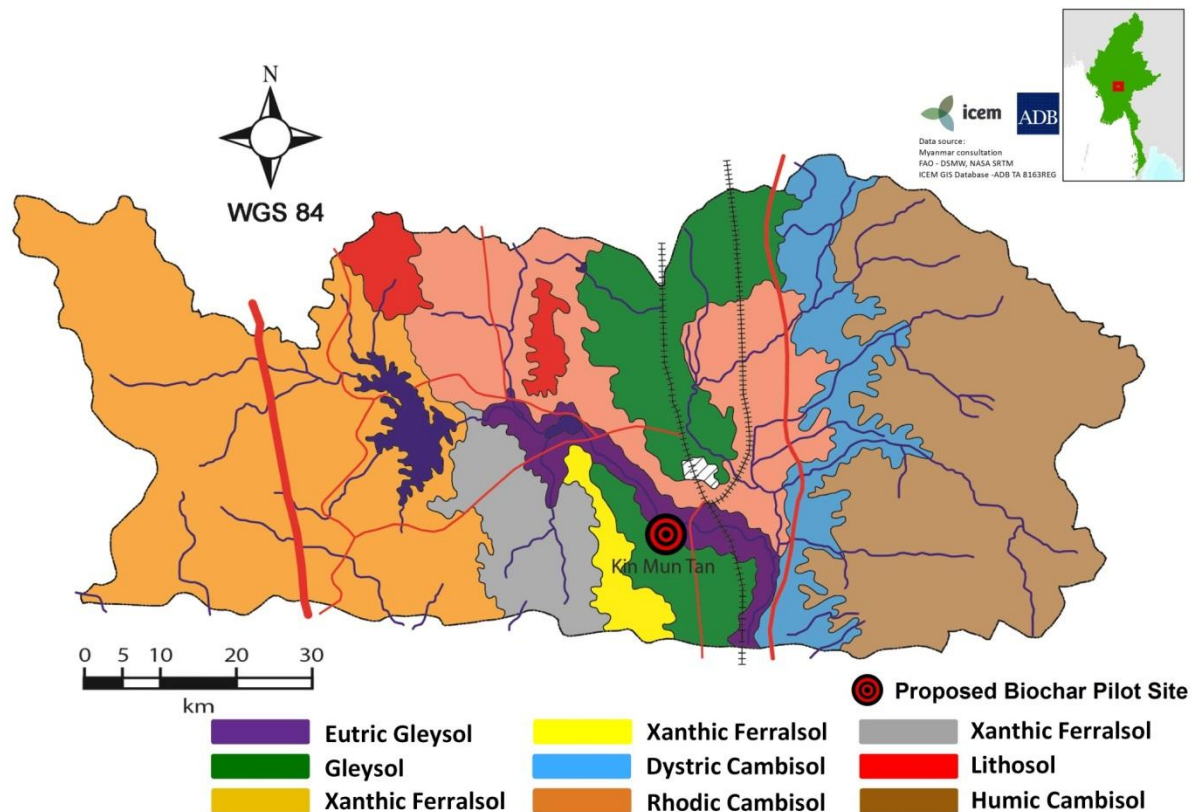 N
WGS 84
icem
ADB
Data source:
Myanmar consultation
FAO - DSMW, NASA SRTM
ICEM GIS Database -ADB TA 8163REG
Kin Mun Tan
0 5 10 20 30
km
Proposed Biochar Pilot Site
Eutric Gleysol
Xanthic Ferralsol
Xanthic Ferralsol
Gleysol
Dystric Cambisol
Lithosol
Xanthic Ferralsol
Rhodic Cambisol
Humic Cambisol